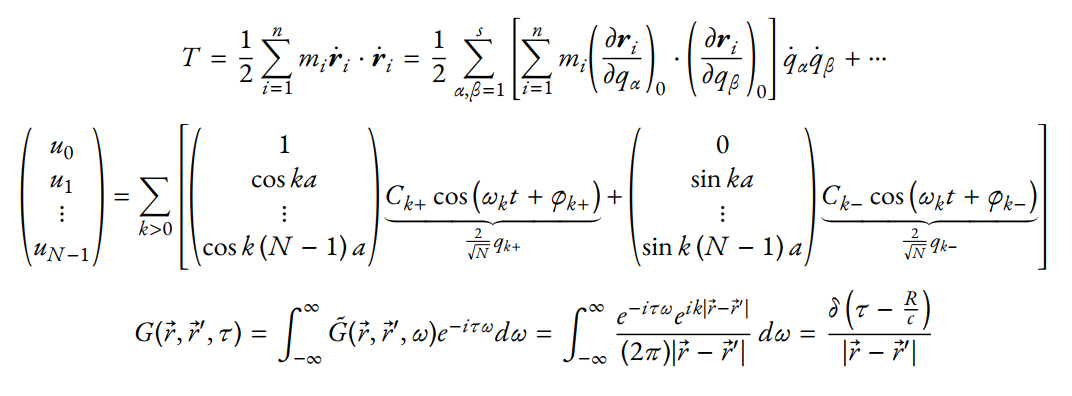 T = \frac{1}{2} \sum_{i=1}^{n} m_i \dot{\boldsymbol{r}}_i \cdot \dot{\boldsymbol{r}}_i = \frac{1}{2} \sum_{\alpha,\beta=1}^{s} \left[ \sum_{i=1}^{n} m_i \left( \frac{\partial \boldsymbol{r}_i}{\partial q_\alpha} \right)_0 \cdot \left( \frac{\partial \boldsymbol{r}_i}{\partial q_\beta} \right)_0 \right] \dot{q}_\alpha \dot{q}_\beta + \cdots
\begin{pmatrix} u_0 \\ u_1 \\ \vdots \\ u_{N-1} \end{pmatrix} = \sum_{k>0} \left[ \begin{pmatrix} 1 \\ \cos ka \\ \vdots \\ \cos k(N-1)a \end{pmatrix} \underbrace{C_{k+} \cos(\omega_k t + \varphi_{k+})}_{\frac{2}{\sqrt{N}} q_{k+}} + \begin{pmatrix} 0 \\ \sin ka \\ \vdots \\ \sin k(N-1)a \end{pmatrix} \underbrace{C_{k-} \cos(\omega_k t + \varphi_{k-})}_{\frac{2}{\sqrt{N}} q_{k-}} \right]
G(\vec{r}, \vec{r}', \tau) = \int_{-\infty}^{\infty} \tilde{G}(\vec{r}, \vec{r}', \omega) e^{-i\tau\omega} d\omega = \int_{-\infty}^{\infty} \frac{e^{-i\tau\omega} e^{ik|\vec{r}-\vec{r}'|}}{(2\pi)|\vec{r}-\vec{r}'|} d\omega = \frac{\delta\left(\tau - \frac{R}{c}\right)}{|\vec{r}-\vec{r}'|}